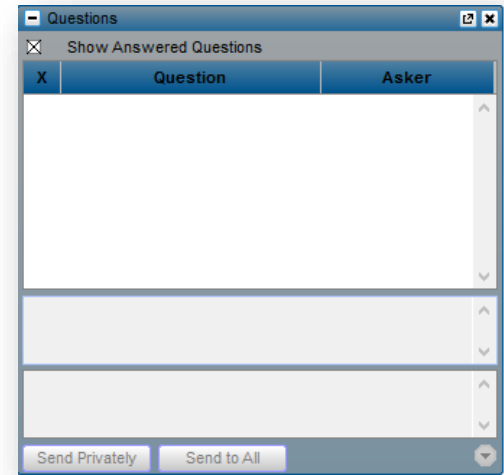 Questions
Show Answered Questions
X Question Asker
Send Privately Send to All